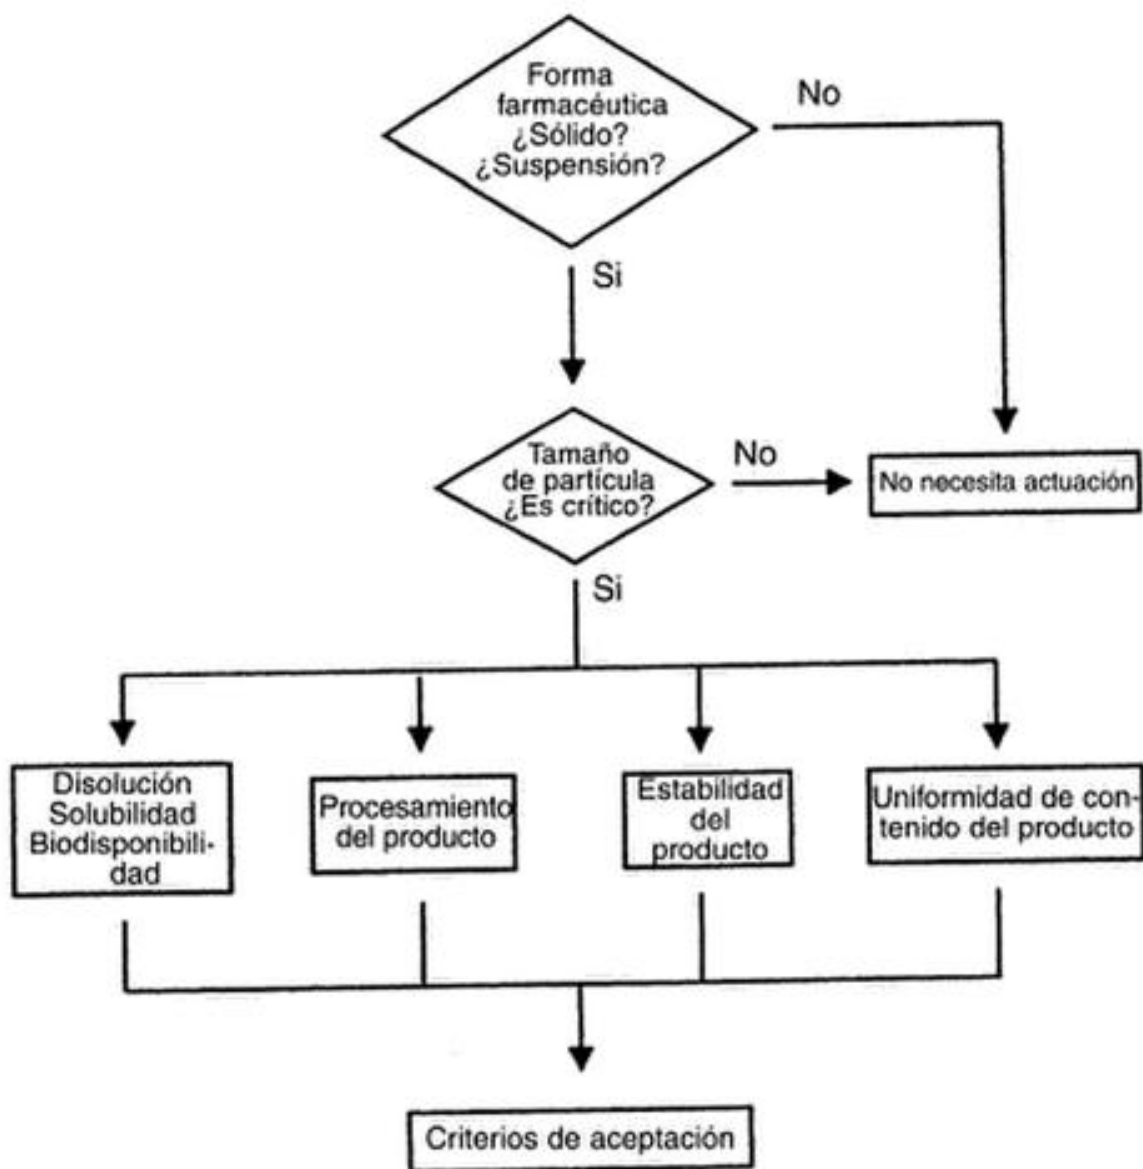 Forma
farmacéutica
¿Sólido?
¿Suspensión?
No
Si
Tamaño
de partícula
¿Es crítico?
No
No necesita actuación
Si
Disolución
Solubilidad
Biodisponibili-
dad
Procesamiento
del producto
Estabilidad
del
producto
Uniformidad de con-
tenido del producto
Criterios de aceptación